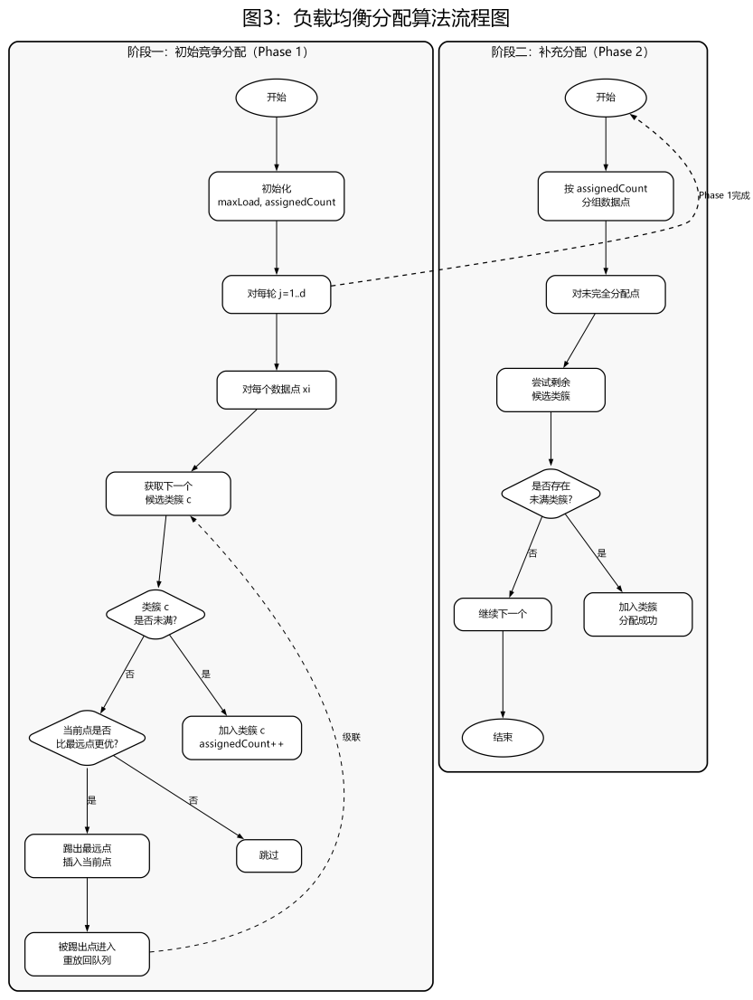 图3：负载均衡分配算法流程图
阶段一：初始竞争分配（Phase 1）
开始
初始化
maxLoad, assignedCount
对每轮 j=1..d
对每个数据点 xi
获取下一个
候选类簇 c
类簇 c
是否未满?
否
是
当前点是否
比最远点更优?
加入类簇 c
assignedCount++
级联
是
否
踢出最远点
插入当前点
跳过
被踢出点进入
重放回队列
阶段二：补充分配（Phase 2）
开始
按 assignedCount
分组数据点
Phase 1完成
对未完全分配点
尝试剩余
候选类簇
是否存在
未满类簇?
否
是
继续下一个
加入类簇
分配成功
结束